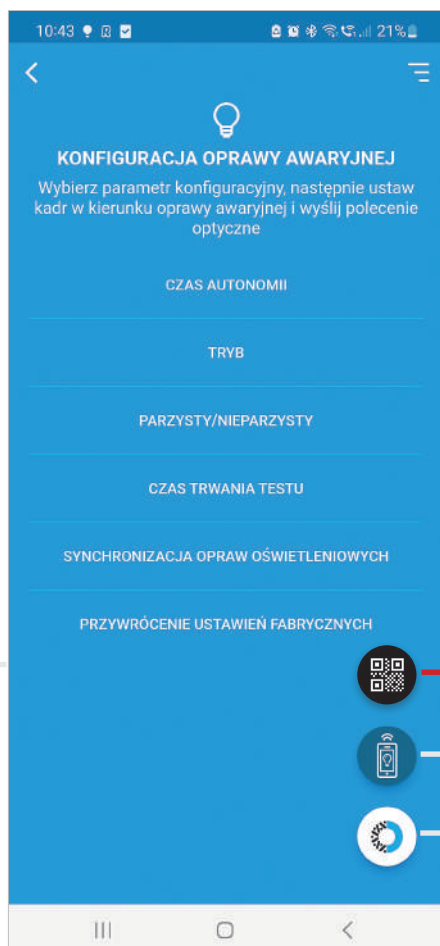 10:43
21%
KONFIGURACJA OPRAWY AWARYJNEJ
Wybierz parametr konfiguracyjny, następnie ustaw
kadr w kierunku oprawy awaryjnej i wyślij polecenie
optyczne
CZAS AUTONOMII
TRYB
PARZYSTY/NIEPARZYSTY
CZAS TRWANIA TESTU
SYNCHRONIZACJA OPRAW OŚWIETLENIOWYCH
PRZYWRÓCENIE USTAWIEŃ FABRYCZNYCH